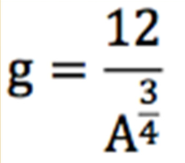 g = 12 / A^(3/4)